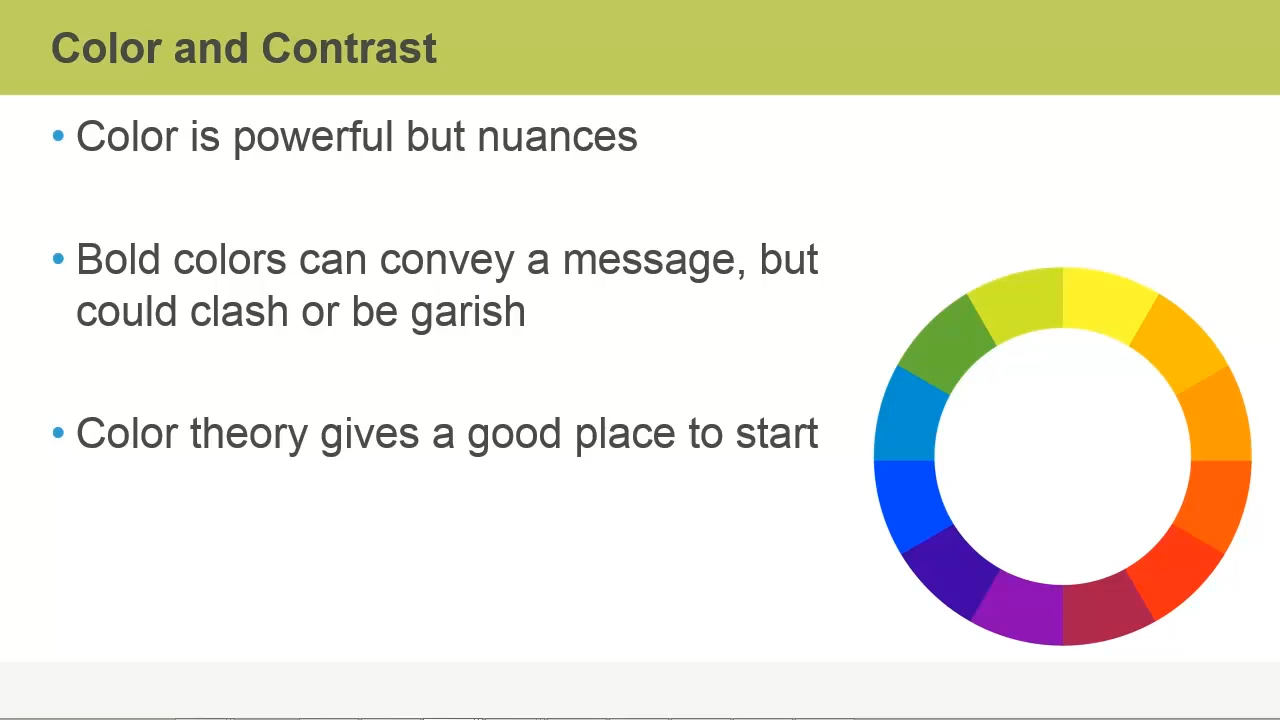 Color and Contrast
• Color is powerful but nuances
• Bold colors can convey a message, but
could clash or be garish
• Color theory gives a good place to start